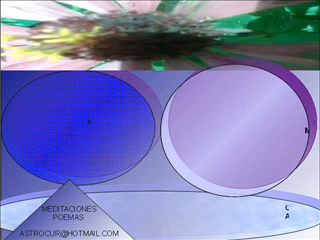 M
C
A
MEDITACIONES
POEMAS
ASTROCUR@HOTMAIL.COM